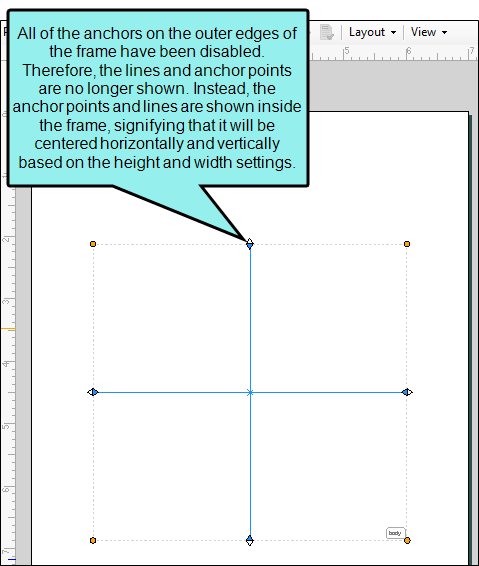 All of the anchors on the outer edges of
the frame have been disabled.
Therefore, the lines and anchor points
are no longer shown. Instead, the
anchor points and lines are shown inside
the frame, signifying that it will be
centered horizontally and vertically
based on the height and width settings.
Layout View
5 6 7
2
3
4
5
6
7
body